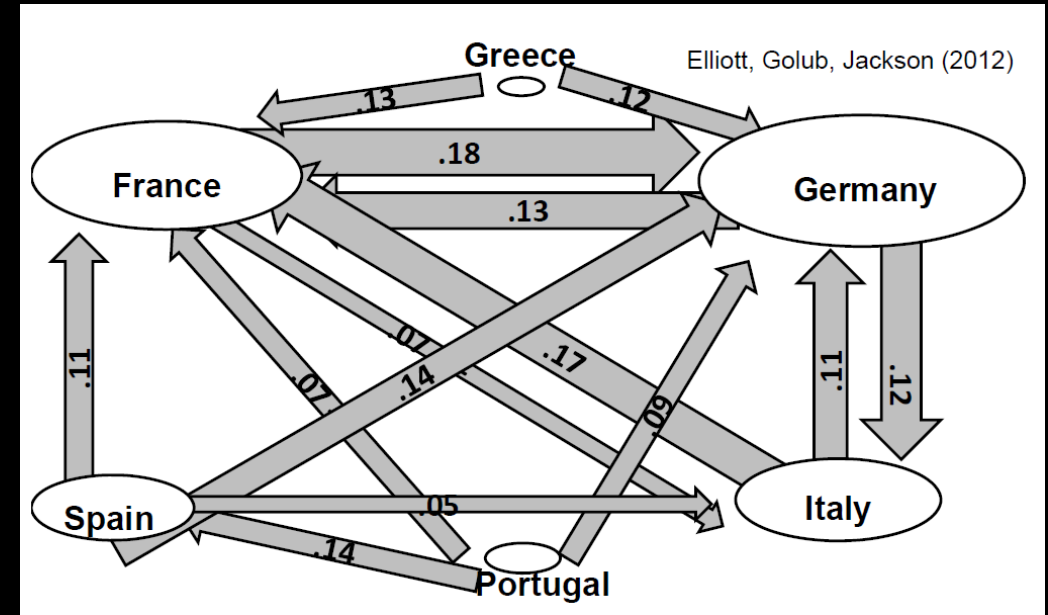 Greece
Elliott, Golub, Jackson (2012)
.13
.12
.18
France
Germany
.13
.11
.07
.07
.14
.17
.09
.11
.12
Spain
.05
Italy
.14
Portugal